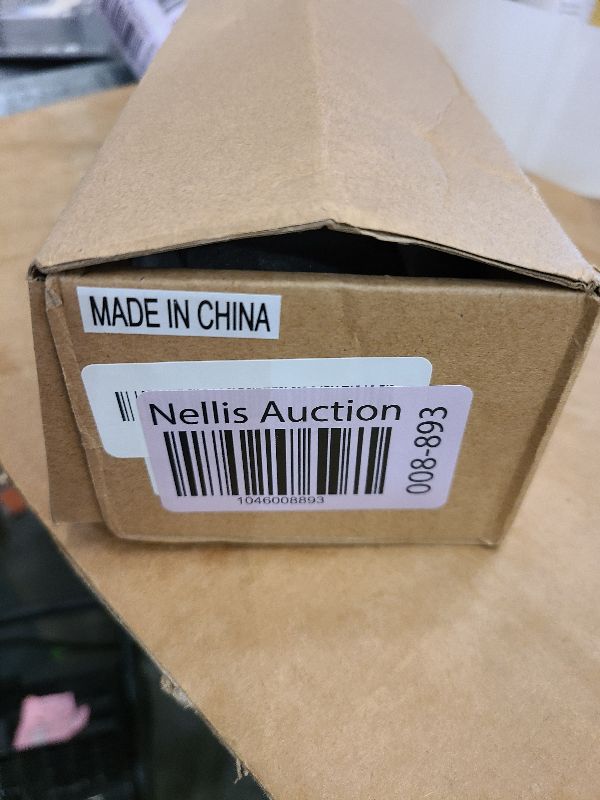 MADE IN CHINA
Nellis Auction
1046008893
008-893